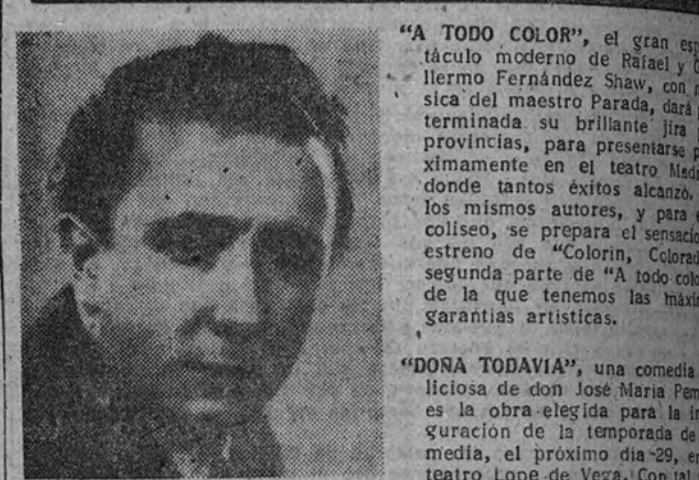 “A TODO COLOR”, el gran
táculo moderno de Rafael y
llermo Fernández Shaw, con
sica del maestro Parada, dará
terminada su brillante jira
provincias, para presentarse
ximamente en el teatro
donde tantos éxitos alcanzó.
los mismos autores, y para
coliseo, se prepara el
estreno de “Colorín,
segunda parte de “A todo
de la que tenemos las
garantías artísticas.
“DOÑA TODAVIA”, una comedia
liciosa de don José María
es la obra elegida para la
guración de la temporada de
media, el próximo día 29,
teatro Lope de Vega. Con tal